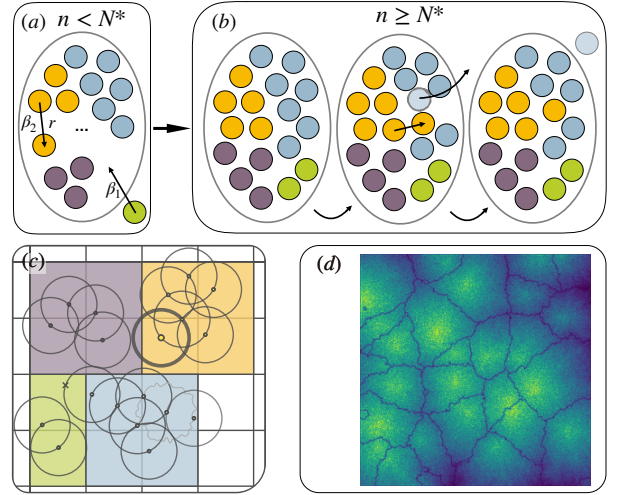 (a) n < N*
β₂ r ...
β₁
(b) n ≥ N*
(c)
(d)